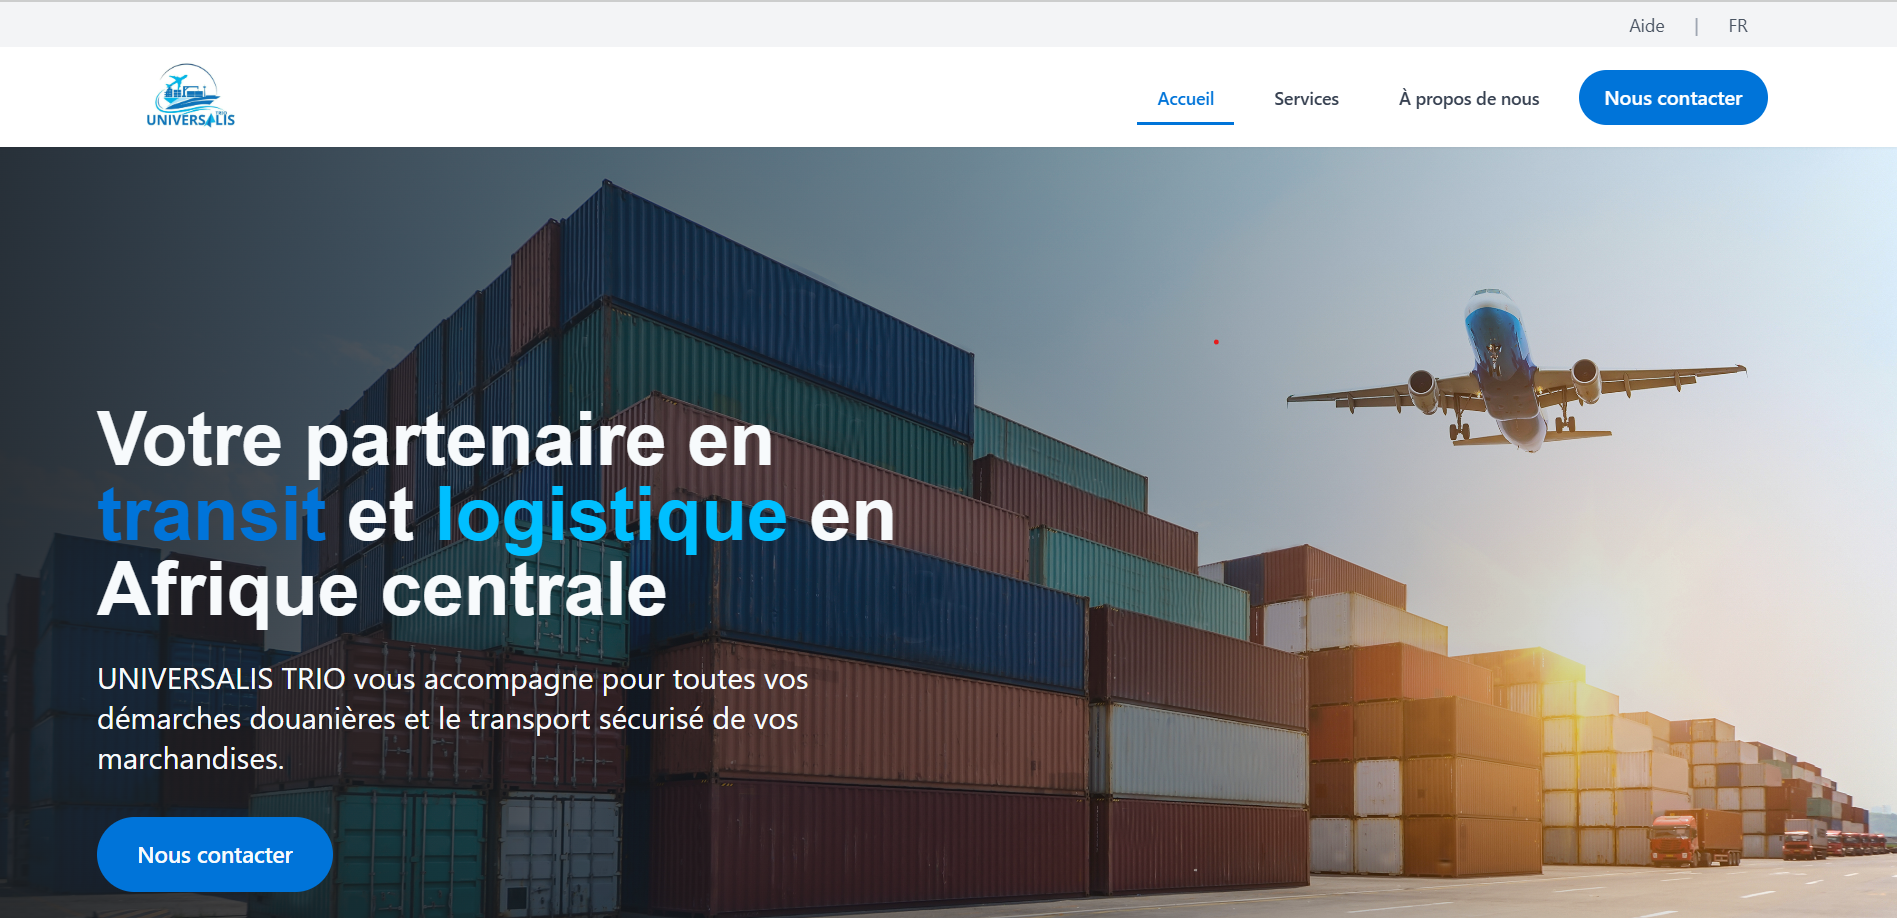 Aide | FR
UNIVERSALIS
Accueil
Services
À propos de nous
Nous contacter
Votre partenaire en
transit et logistique en
Afrique centrale
UNIVERSALIS TRIO vous accompagne pour toutes vos
démarches douanières et le transport sécurisé de vos
marchandises.
Nous contacter